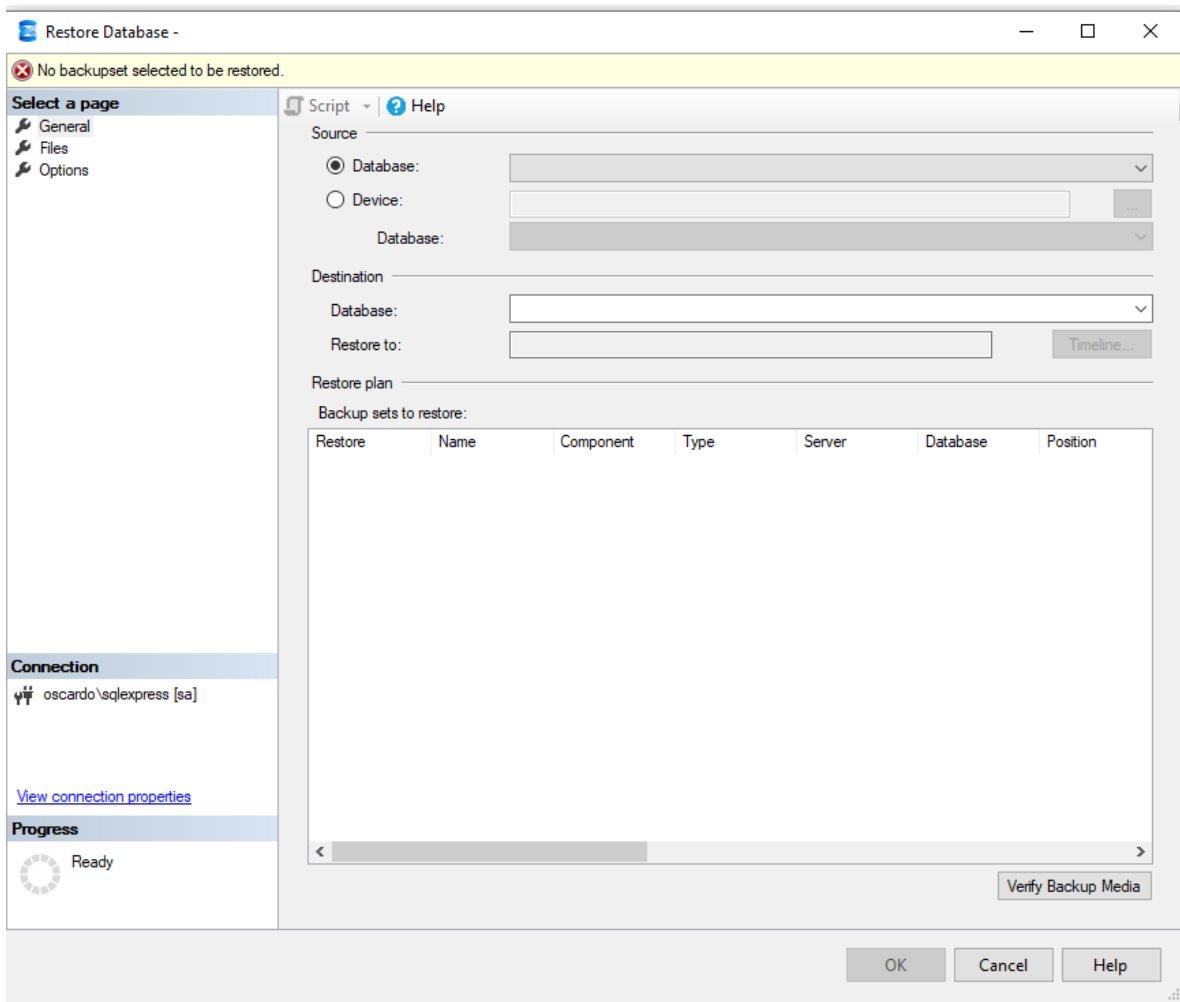 Restore Database -
No backupset selected to be restored.
Select a page
General
Files
Options
Script
Help
Source
Database:
Device:
...
Database:
Destination
Database:
Restore to:
Timeline...
Restore plan
Backup sets to restore:
Restore Name Component Type Server Database Position
Connection
oscardo\sqlexpress [sa]
View connection properties
Progress
Ready
Verify Backup Media
OK Cancel Help